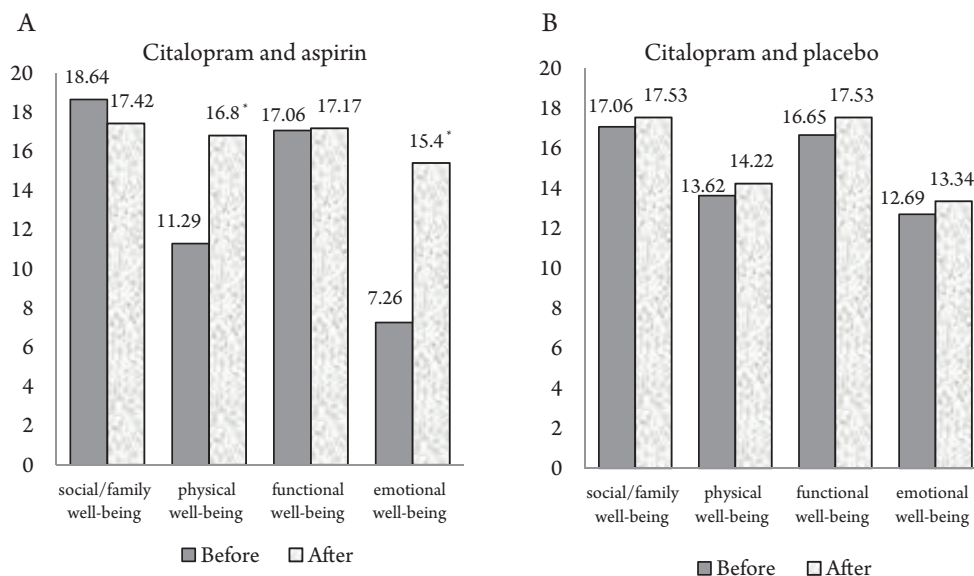 A
Citalopram and aspirin
20
18
16
14
12
10
8
6
4
2
0
18.64
17.42
11.29
16.8*
17.06
17.17
7.26
15.4*
social/family
well-being
physical
well-being
functional
well-being
emotional
well-being
Before
After
B
Citalopram and placebo
20
18
16
14
12
10
8
6
4
2
0
17.06
17.53
13.62
14.22
16.65
17.53
12.69
13.34
social/family
well-being
physical
well-being
functional
well-being
emotional
well-being
Before
After